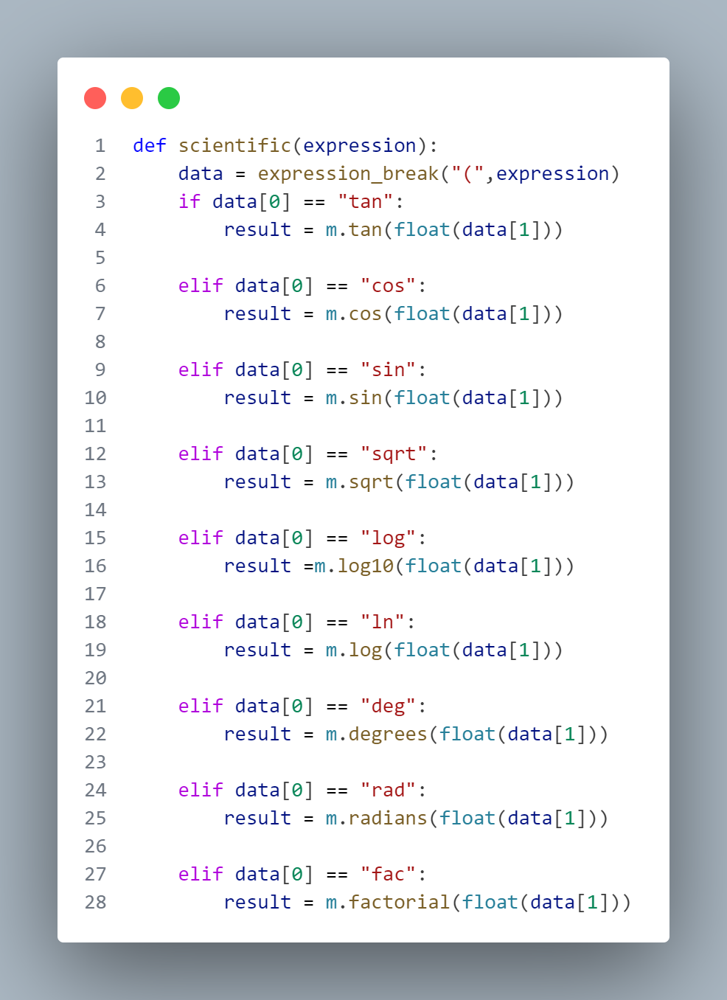 1 def scientific(expression):
2     data = expression_break("(",expression)
3     if data[0] == "tan":
4         result = m.tan(float(data[1]))
5
6     elif data[0] == "cos":
7         result = m.cos(float(data[1]))
8
9     elif data[0] == "sin":
10         result = m.sin(float(data[1]))
11
12     elif data[0] == "sqrt":
13         result = m.sqrt(float(data[1]))
14
15     elif data[0] == "log":
16         result =m.log10(float(data[1]))
17
18     elif data[0] == "ln":
19         result = m.log(float(data[1]))
20
21     elif data[0] == "deg":
22         result = m.degrees(float(data[1]))
23
24     elif data[0] == "rad":
25         result = m.radians(float(data[1]))
26
27     elif data[0] == "fac":
28         result = m.factorial(float(data[1]))